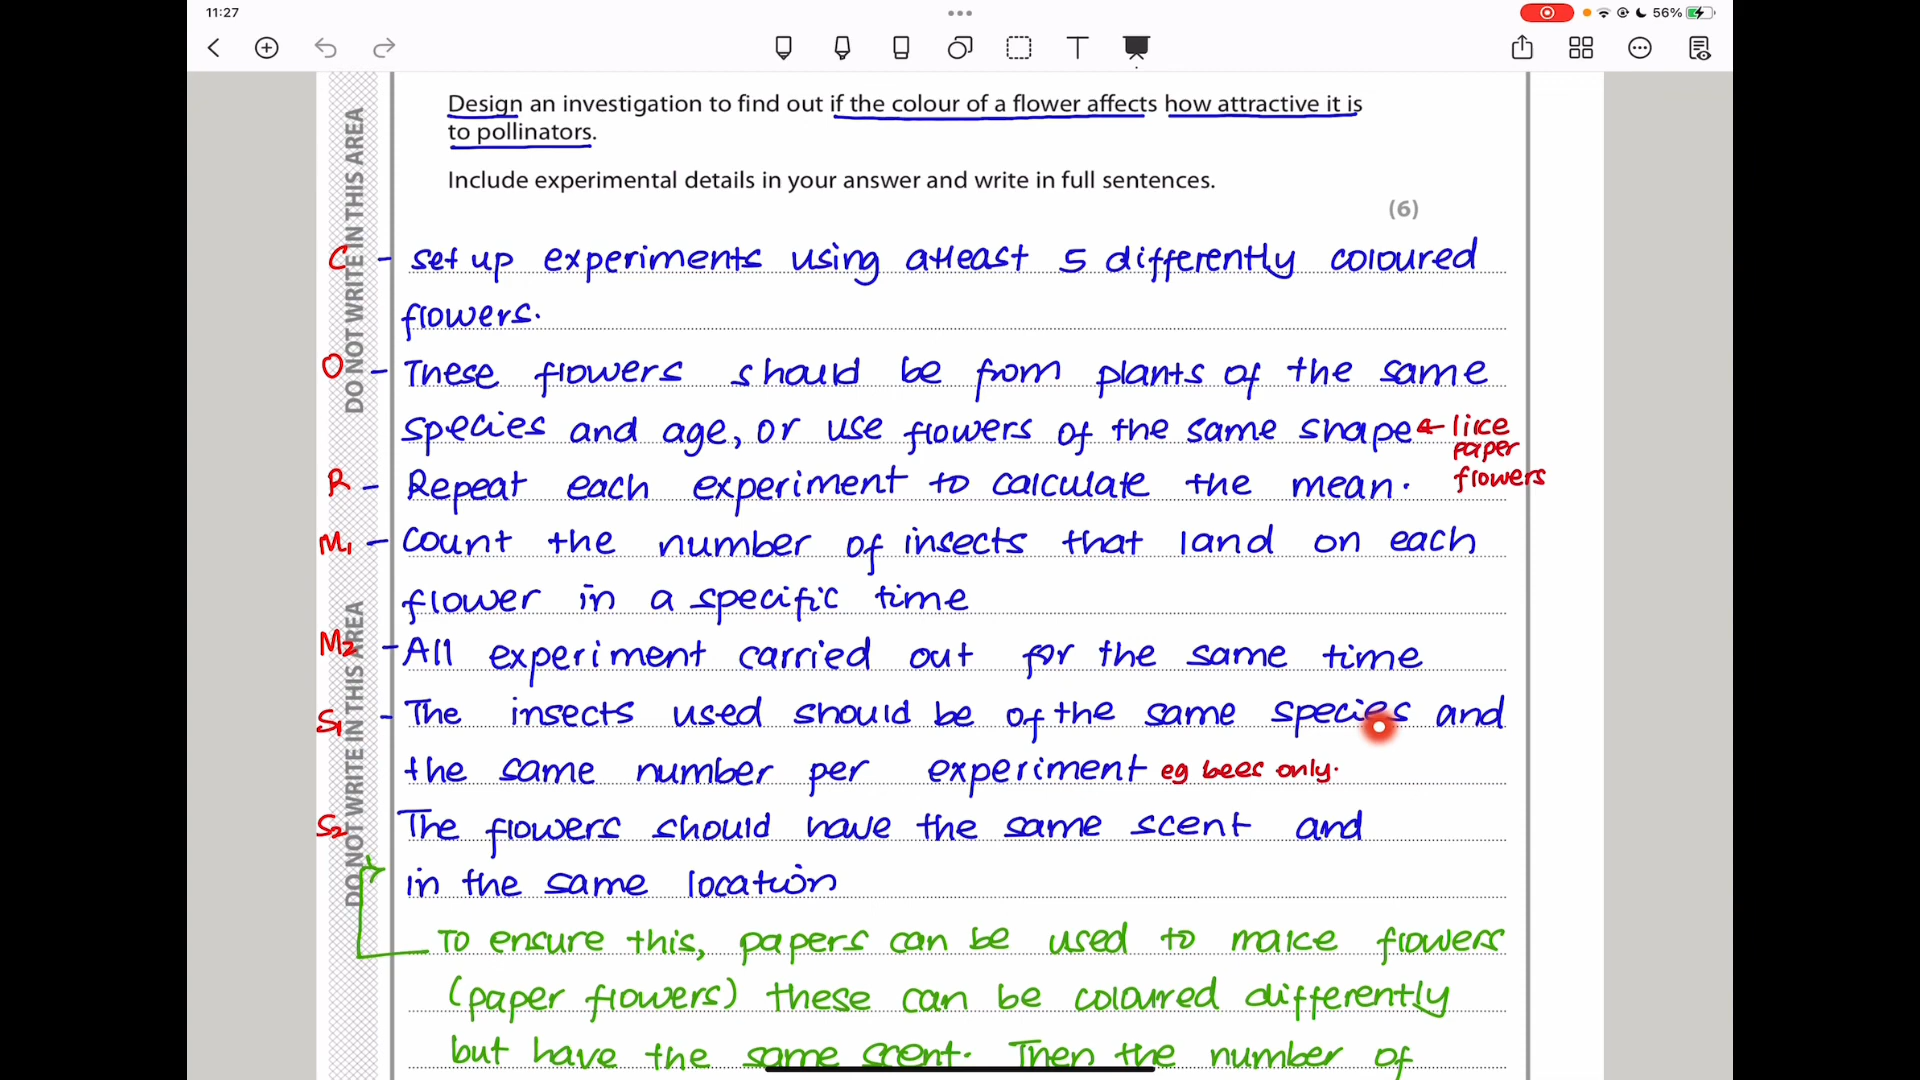 11:27
56%
Design an investigation to find out if the colour of a flower affects how attractive it is
to pollinators.
Include experimental details in your answer and write in full sentences.
(6)
C - set up experiments using atleast 5 differently coloured
flowers.
O - These flowers should be from plants of the same
species and age, or use flowers of the same shape ← like
paper
flowers
R - Repeat each experiment to calculate the mean.
M1 - count the number of insects that land on each
flower in a specific time
M2 - All experiment carried out for the same time
S1 - The insects used should be of the same species and
the same number per experiment eg bees only.
S2 The flowers should have the same scent and
in the same location
To ensure this, papers can be used to make flowers
(paper flowers) these can be coloured differently
but have the same scent. Then the number of
DO NOT WRITE IN THIS AREA
DO NOT WRITE IN THIS AREA